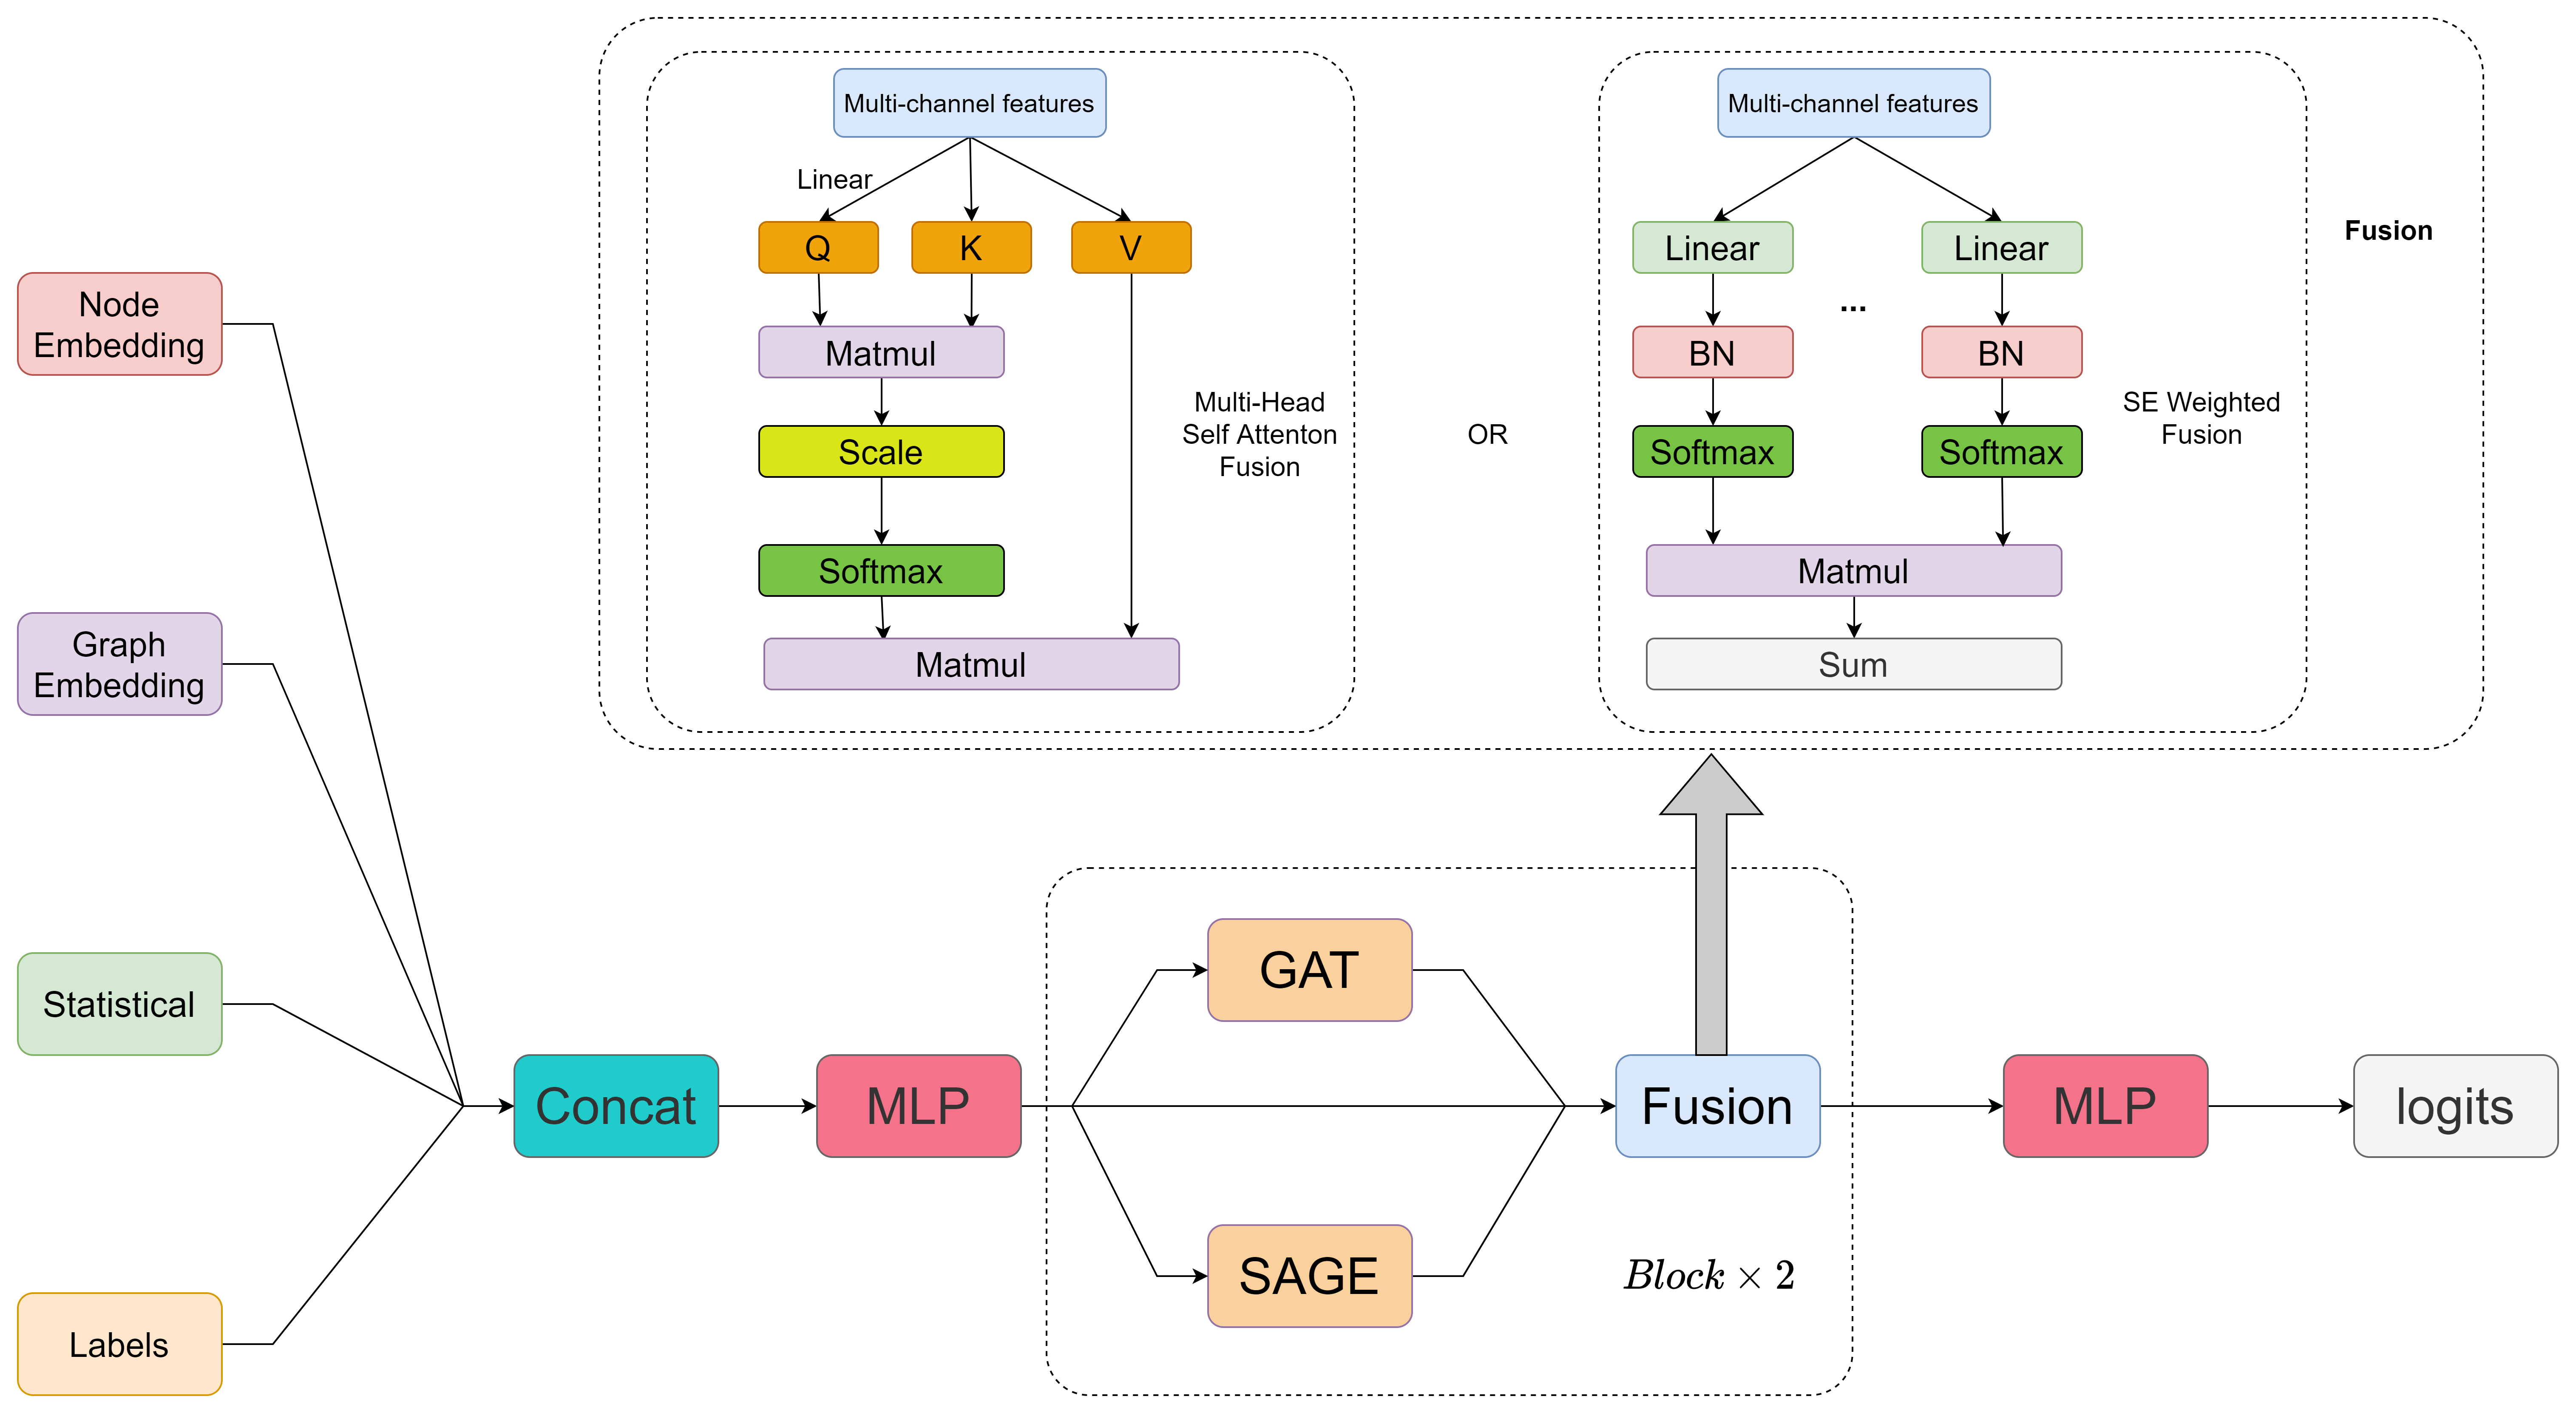 Multi-channel features
Linear
Q
K
V
Matmul
Scale
Softmax
Matmul
Multi-Head
Self Attenton
Fusion
OR
Multi-channel features
Linear
Linear
...
BN
BN
Softmax
Softmax
Matmul
Sum
SE Weighted
Fusion
Fusion
Node
Embedding
Graph
Embedding
Statistical
Labels
Concat
MLP
GAT
SAGE
Fusion
Block × 2
MLP
logits